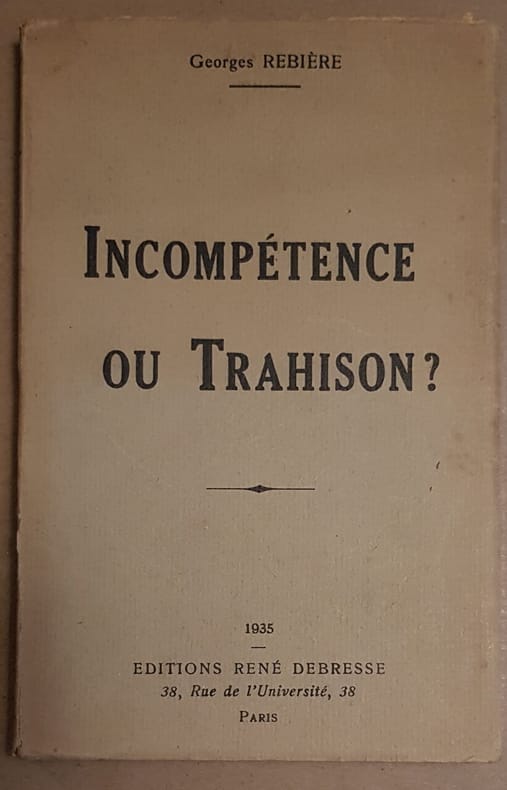 Georges REBIÈRE
INCOMPÉTENCE
OU TRAHISON?
1935
EDITIONS RENÉ DEBRESSE
38, Rue de l'Université, 38
PARIS